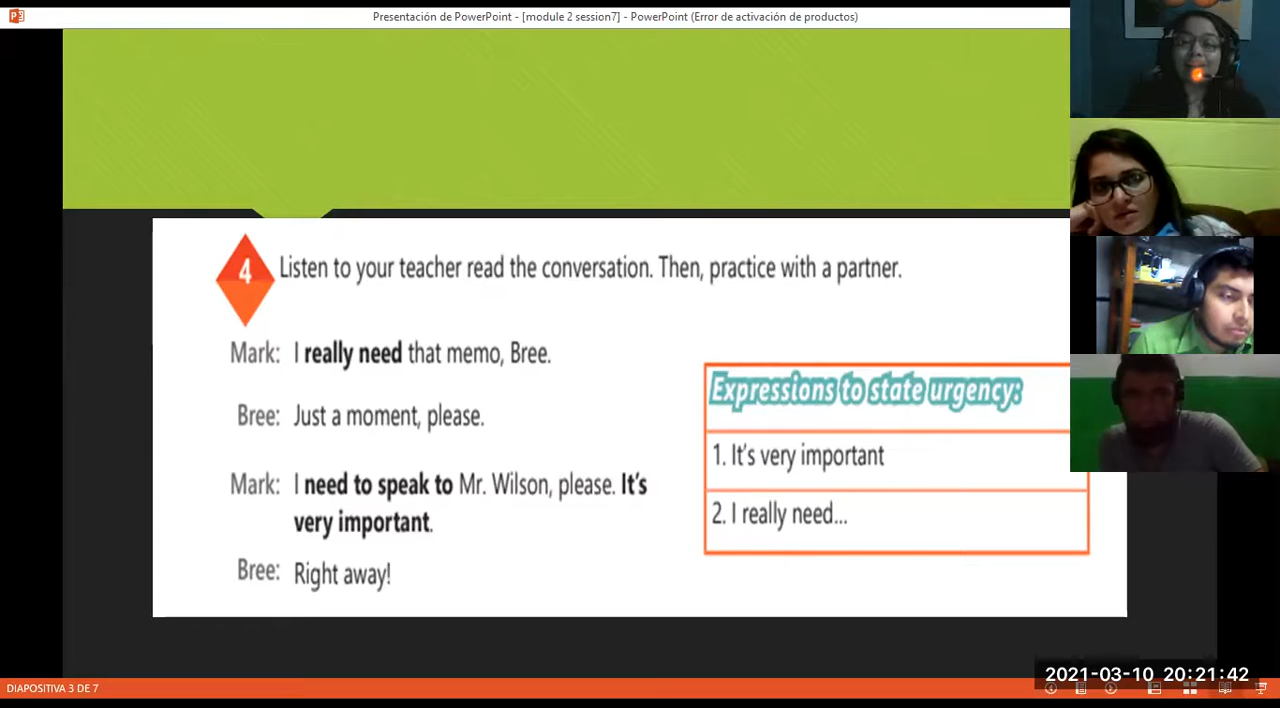 Presentación de PowerPoint - [module 2 session7] - PowerPoint (Error de activación de productos)
4 Listen to your teacher read the conversation. Then, practice with a partner.
Mark: I really need that memo, Bree.
Bree: Just a moment, please.
Mark: I need to speak to Mr. Wilson, please. It's
very important.
Bree: Right away!
Expressions to state urgency:
1. It's very important
2. I really need...
2021-03-10 20:21:42
DIAPOSITIVA 3 DE 7